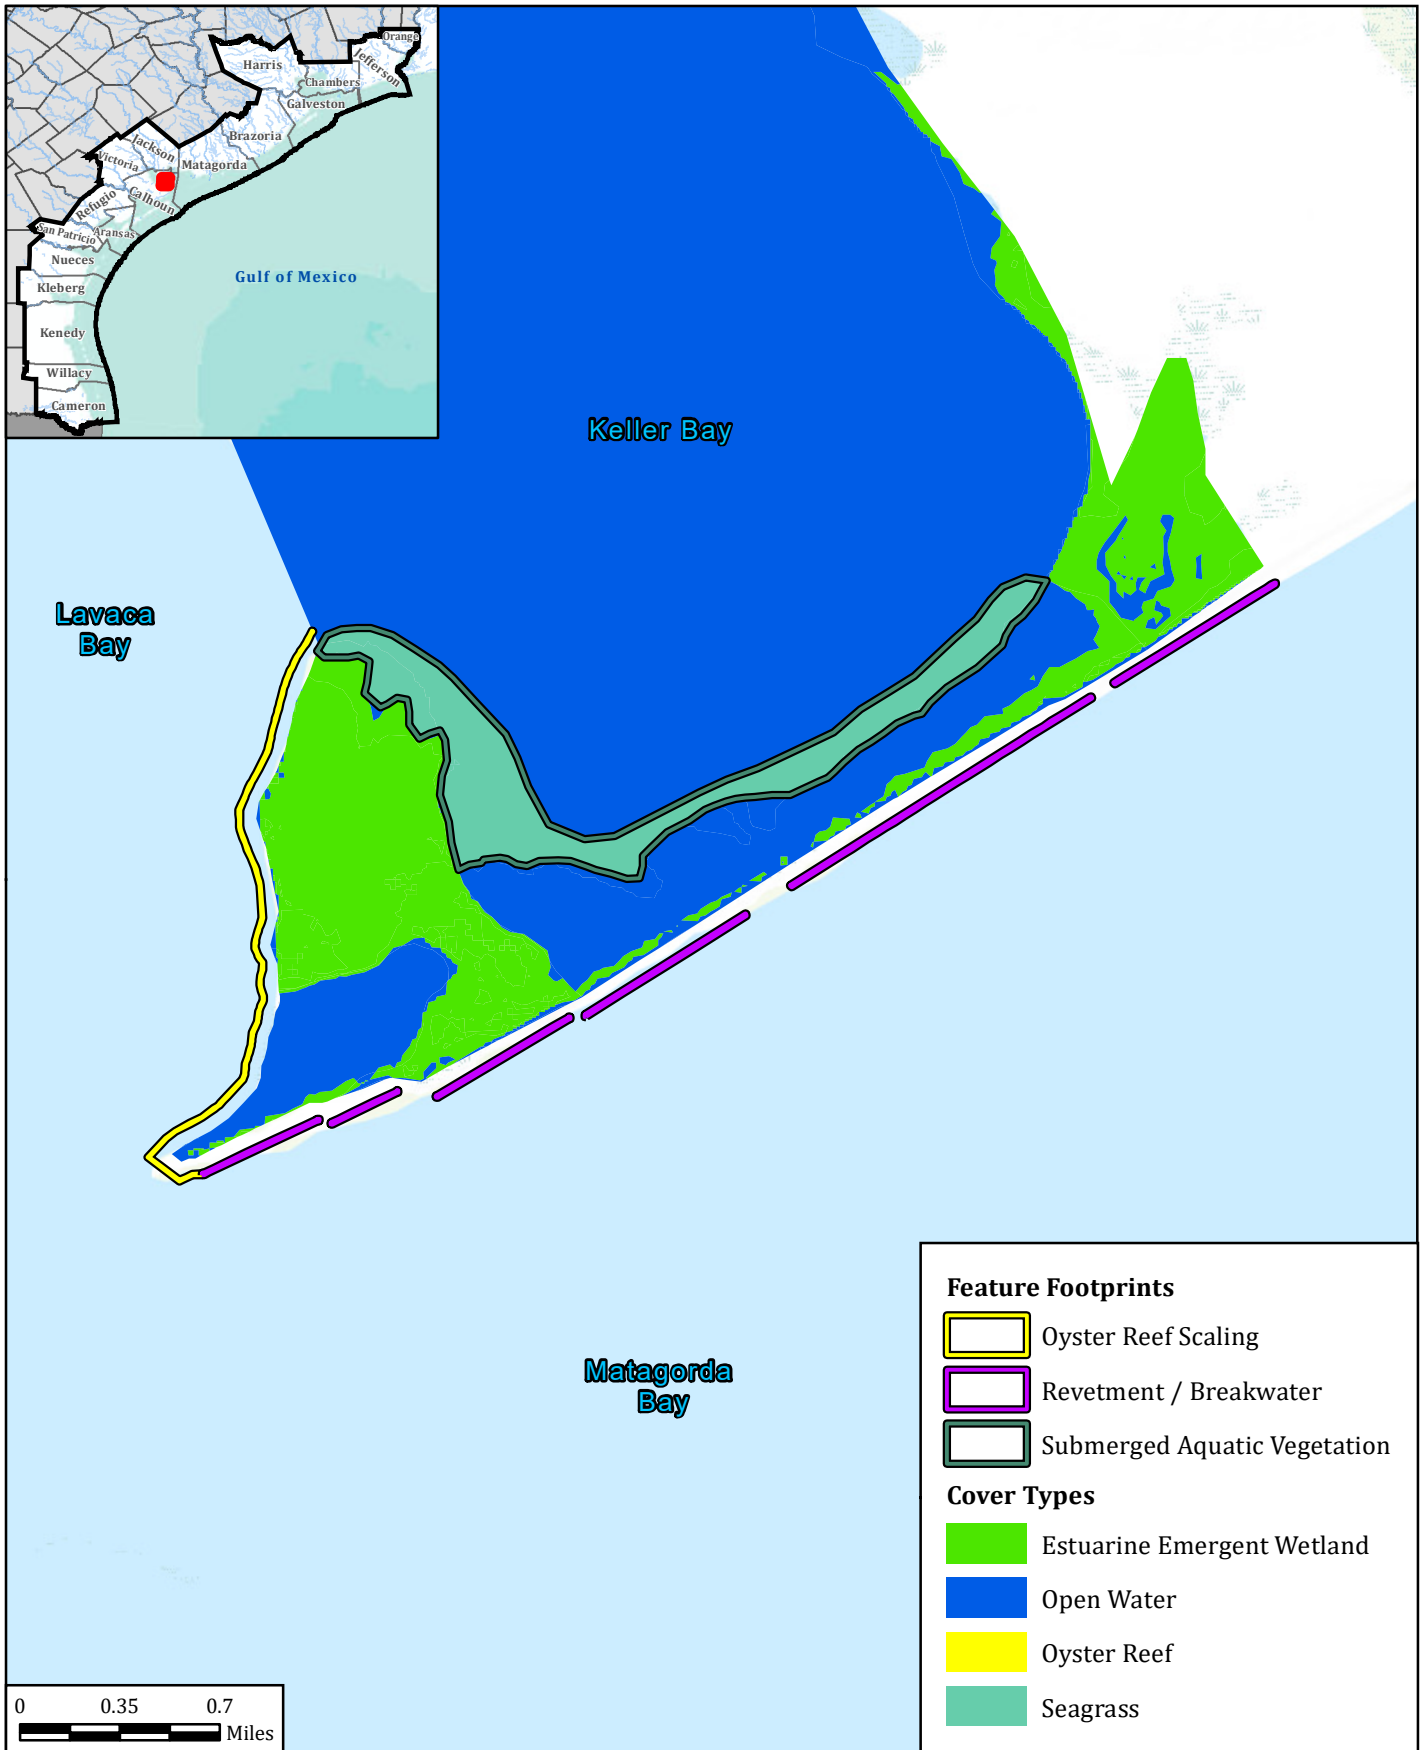 Orange
Harris
Jefferson
Chambers
Galveston
Brazoria
Jackson
Victoria
Matagorda
Calhoun
Refugio
San Patricio
Aransas
Nueces
Gulf of Mexico
Kleberg
Kenedy
Willacy
Cameron
Keller Bay
Lavaca
Bay
Matagorda
Bay
Feature Footprints
Oyster Reef Scaling
Revetment / Breakwater
Submerged Aquatic Vegetation
Cover Types
Estuarine Emergent Wetland
Open Water
Oyster Reef
Seagrass
0 0.35 0.7
Miles